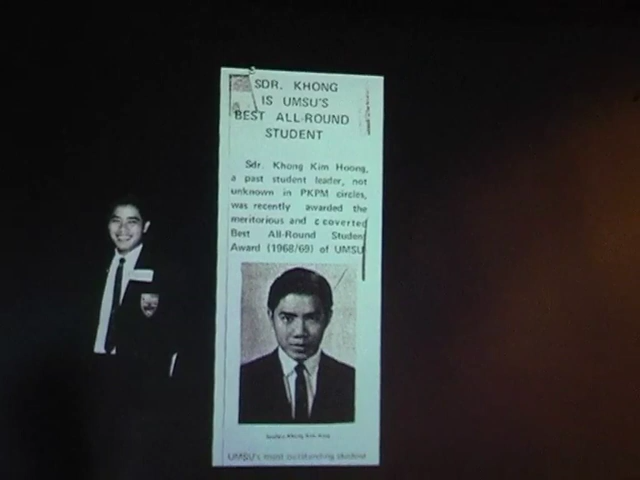 SDR. KHONG
IS UMSU'S
BEST ALL-ROUND
STUDENT
Sdr. Khong Kim Hoong,
a past student leader, not
unknown in PKPM circles,
was recently awarded the
meritorious and ccoverted
Best All-Round Student
Award (1968/69) of UMSU
UMSU's most outstanding student